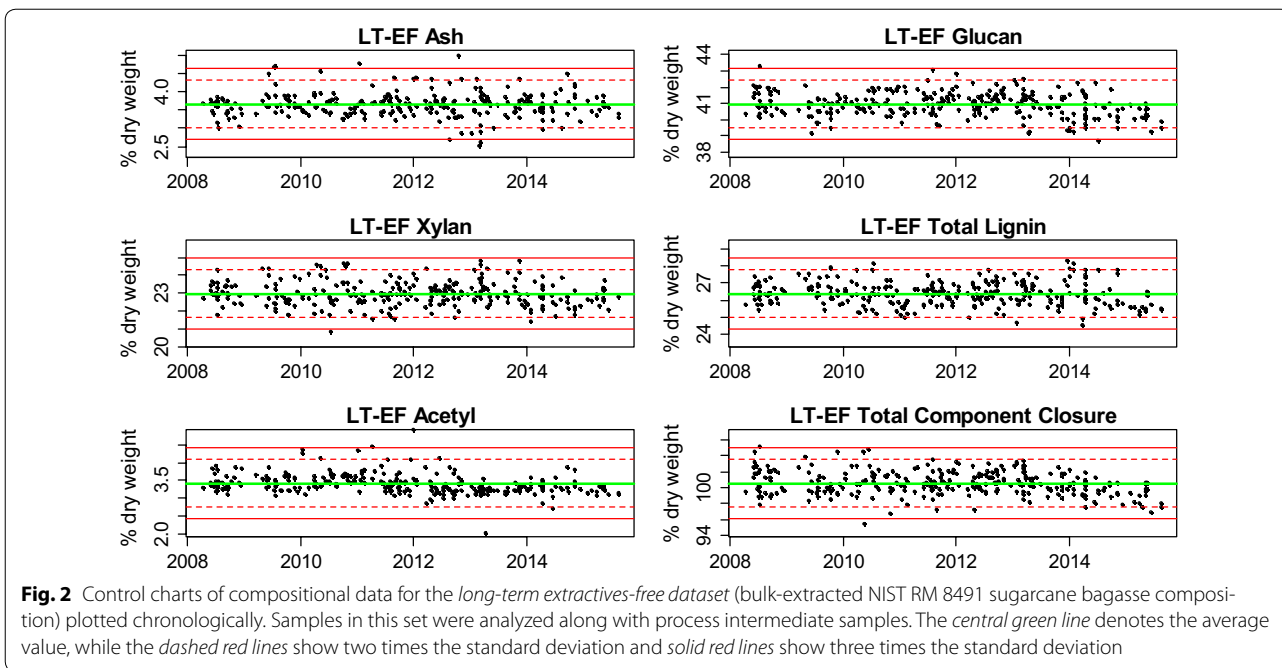 LT-EF Ash
% dry weight
4.0
2.5
2008 2010 2012 2014
LT-EF Glucan
% dry weight
44
41
38
2008 2010 2012 2014
LT-EF Xylan
% dry weight
23
20
2008 2010 2012 2014
LT-EF Total Lignin
% dry weight
27
24
2008 2010 2012 2014
LT-EF Acetyl
% dry weight
3.5
2.0
2008 2010 2012 2014
LT-EF Total Component Closure
% dry weight
100
94
2008 2010 2012 2014
Fig. 2 Control charts of compositional data for the long-term extractives-free dataset (bulk-extracted NIST RM 8491 sugarcane bagasse composi-
tion) plotted chronologically. Samples in this set were analyzed along with process intermediate samples. The central green line denotes the average
value, while the dashed red lines show two times the standard deviation and solid red lines show three times the standard deviation